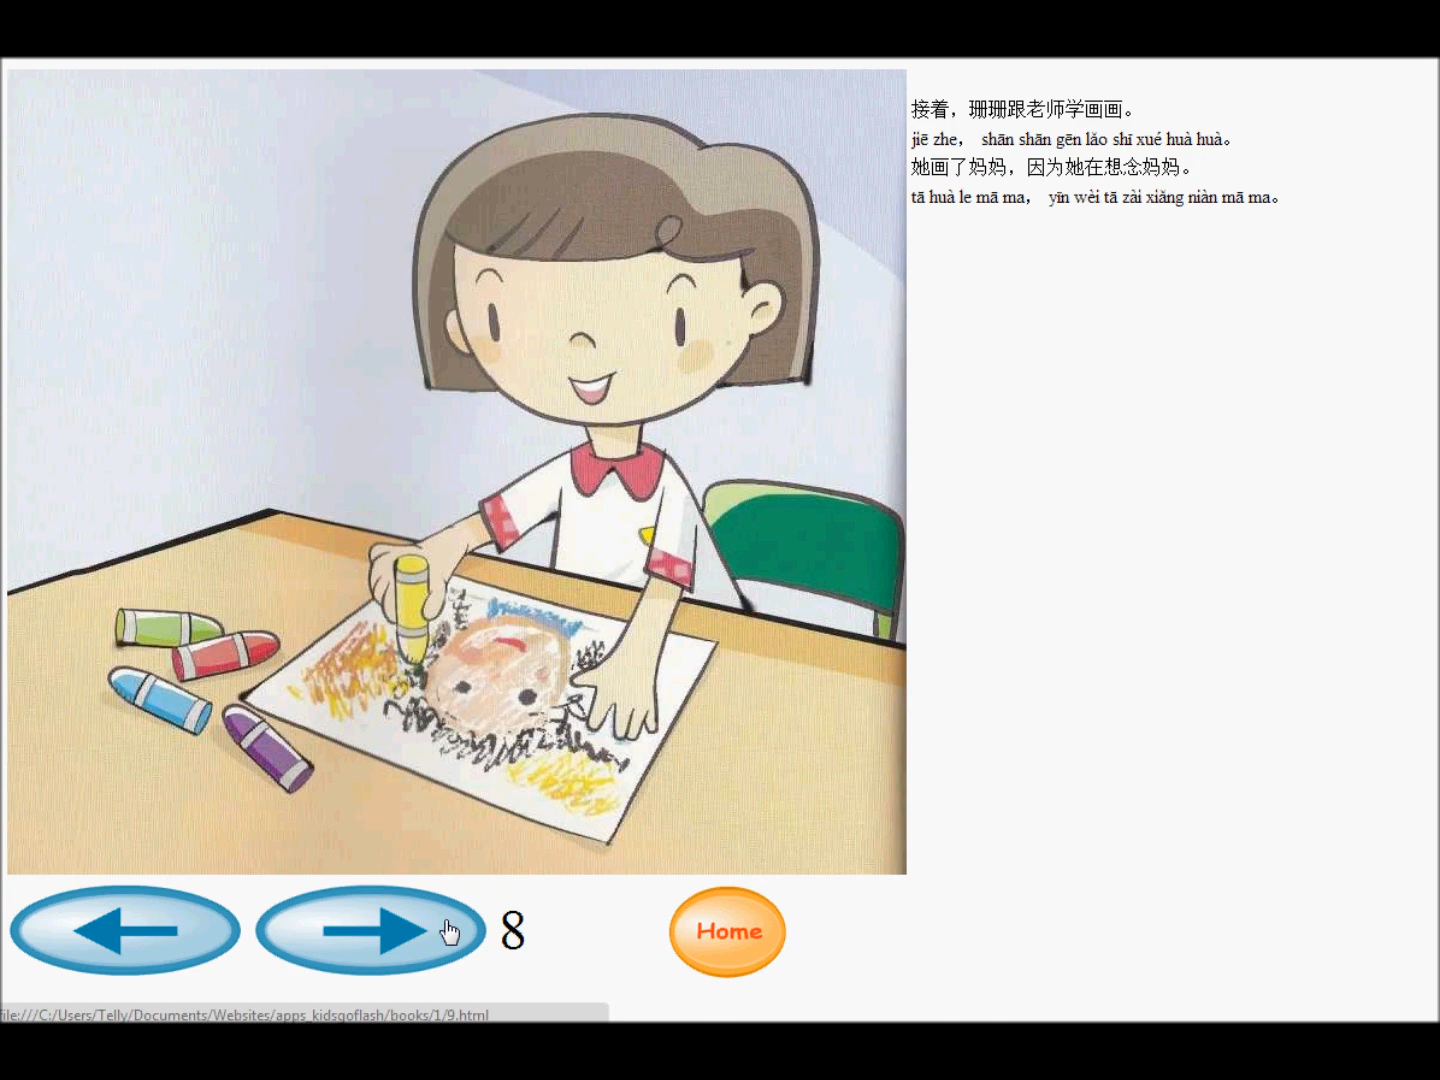 接着，珊珊跟老师学画画。
jiē zhe， shān shān gēn lǎo shī xué huà huà。
她画了妈妈，因为她在想念妈妈。
tā huà le mā ma， yīn wèi tā zài xiǎng niàn mā ma。
8
Home
file:///C:/Users/Telly/Documents/Websites/apps_kidsgoflash/books/1/9.html